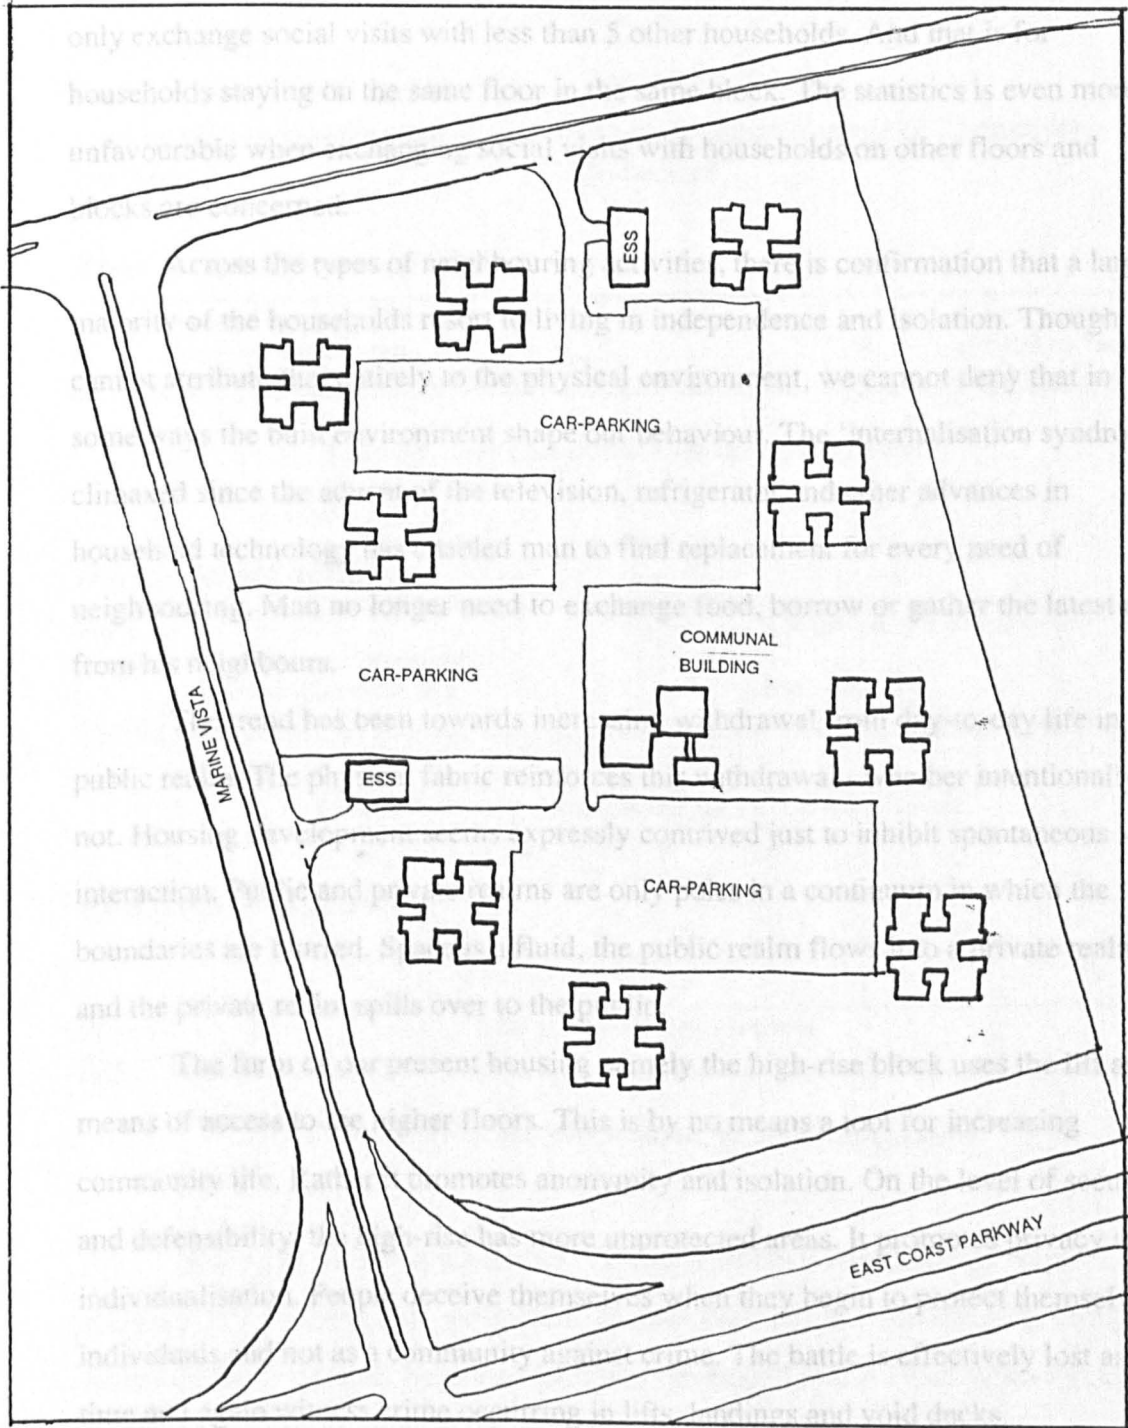 only exchange social visits with less than 5 other households. And that is for
households staying on the same floor in the same block. The statistics is even
unfavourable when exchanging social visits with households on other floors and
blocks are concerned.
ESS
Across the types of neighbouring activities, there is confirmation that a
majority of the households resort to living in independence and isolation. Though
cannot attribute entirely to the physical environment, we cannot deny that in
CAR-PARKING
some ways the built environment shape our behaviour. The internalisation
climaxed since the advent of the television, refrigerator and other advances in
household technology has enabled man to find replacement for every need of
neighbouring. Man no longer need to exchange food, borrow or gather the latest
COMMUNAL
BUILDING
from his neighbours.
CAR-PARKING
MARINE VISTA
trend has been towards increasing withdrawal from day-to-day life in
public realm. The physical fabric reinforces this withdrawal whether
ESS
not. Housing development seems expressly contrived just to inhibit spontaneous
CAR-PARKING
interaction. Public and private realms are only poles in a continuum in which the
boundaries are blurred. Space is fluid, the public realm flows into a private
and the private realm spills over to the
The form of our present housing namely the high-rise block uses the lift
means of access to the higher floors. This is by no means a tool for increasing
community life. Rather it promotes anonymity and isolation. On the level of
and defensibility, the high-rise has more unprotected areas. It promotes privacy
EAST COAST PARKWAY
individualisation. People deceive themselves when they begin to protect
individuals and not as a community against crime. The battle is effectively lost
crime occurring in lifts, landings and void decks.